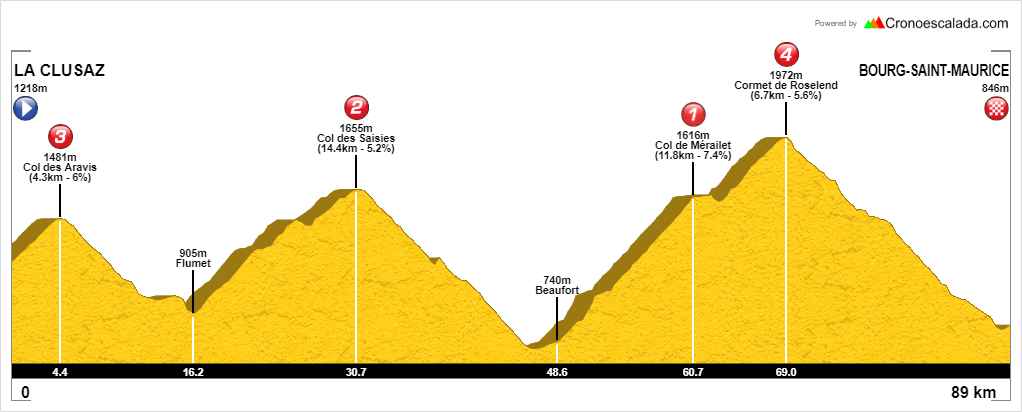 Powered by Cronoescalada.com
LA CLUSAZ
1218m
BOURG-SAINT-MAURICE
846m
3
1481m
Col des Aravis
(4.3km - 6%)
905m
Flumet
2
1655m
Col des Saisies
(14.4km - 5.2%)
740m
Beaufort
1
1616m
Col de Mérailet
(11.8km - 7.4%)
4
1972m
Cormet de Roselend
(6.7km - 5.6%)
4.4 16.2 30.7 48.6 60.7 69.0
0 89 km